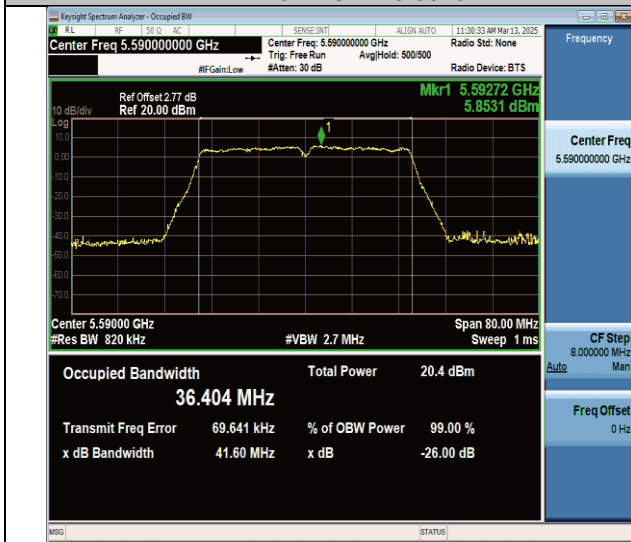 Keysight Spectrum Analyzer - Occupied BW
RL RF 50 Ω AC SENSE:INT ALIGN AUTO 11:30:33 AM Mar 13, 2025
Center Freq 5.590000000 GHz
Center Freq: 5.590000000 GHz
Radio Std: None
Trig: Free Run Avg|Hold: 500/500
#IFGain:Low
#Atten: 30 dB
Radio Device: BTS
Frequency
Mkr1 5.59272 GHz
5.8531 dBm
Ref Offset 2.77 dB
10 dB/div Ref 20.00 dBm
Log
10.0
0.00
-10.0
-20.0
-30.0
-40.0
-50.0
-60.0
-70.0
1
Center 5.59000 GHz Span 80.00 MHz
#Res BW 820 kHz #VBW 2.7 MHz Sweep 1 ms
Occupied Bandwidth Total Power 20.4 dBm
36.404 MHz
Transmit Freq Error 69.641 kHz % of OBW Power 99.00 %
x dB Bandwidth 41.60 MHz x dB -26.00 dB
Center Freq
5.590000000 GHz
CF Step
8.000000 MHz
Auto Man
Freq Offset
0 Hz
MSG STATUS